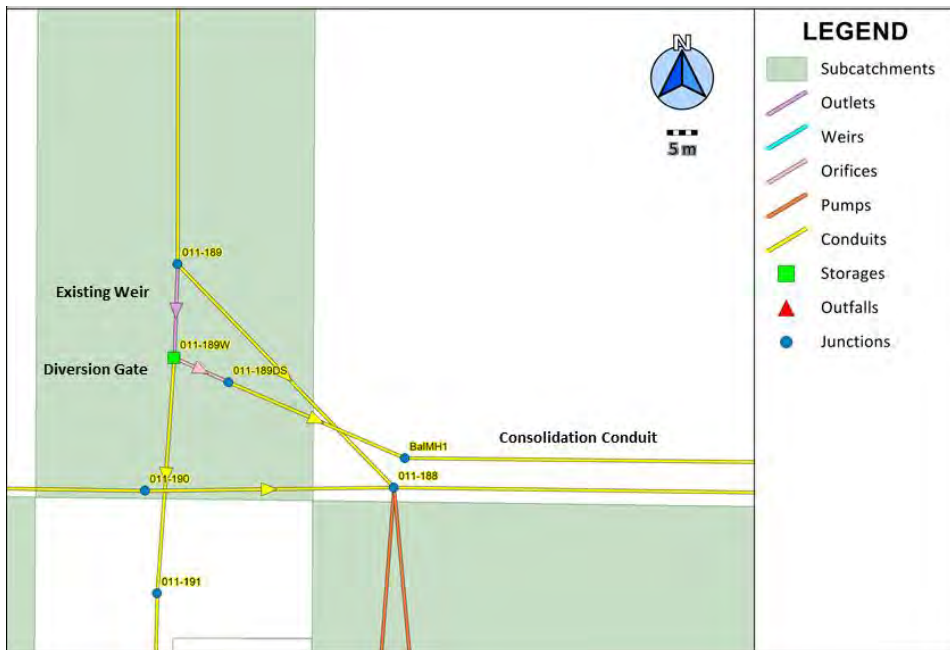 011-189
Existing Weir
011-189W
Diversion Gate
011-189DS
Consolidation Conduit
BalMH1
011-190
011-188
011-191
N
5 m
LEGEND
Subcatchments
Outlets
Weirs
Orifices
Pumps
Conduits
Storages
Outfalls
Junctions